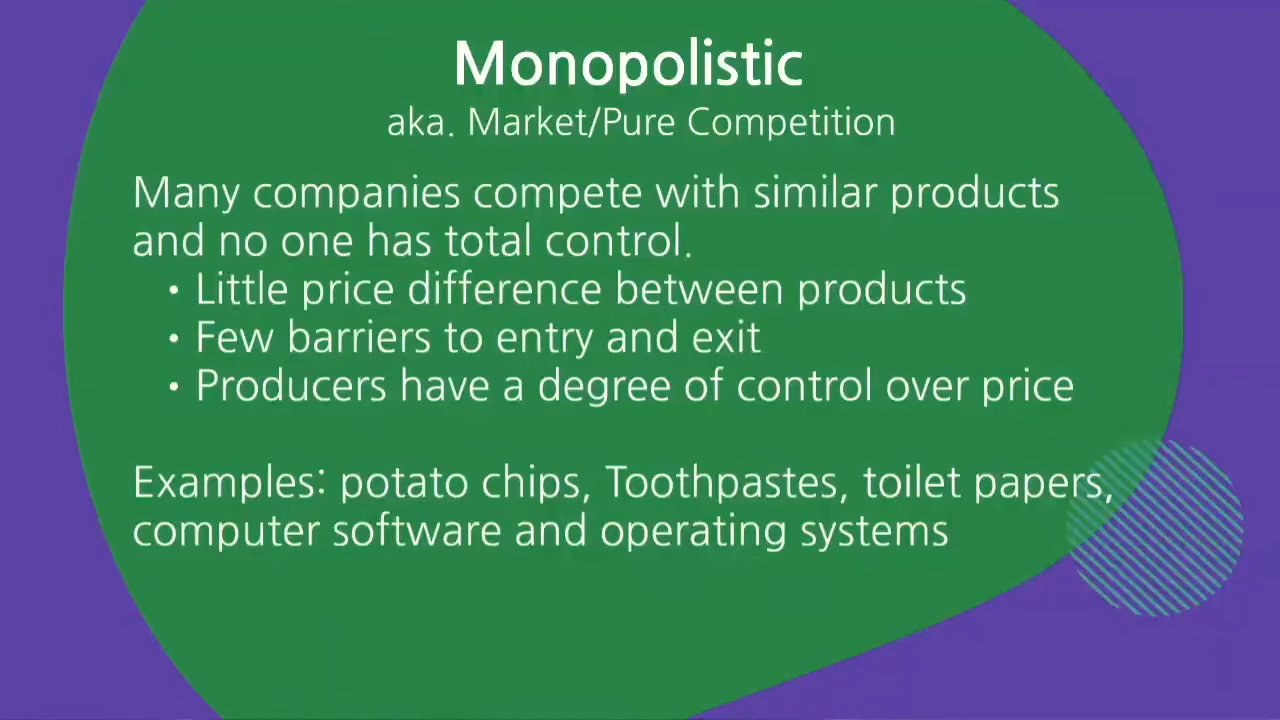 Monopolistic
aka. Market/Pure Competition
Many companies compete with similar products
and no one has total control.
• Little price difference between products
• Few barriers to entry and exit
• Producers have a degree of control over price
Examples: potato chips, Toothpastes, toilet papers,
computer software and operating systems